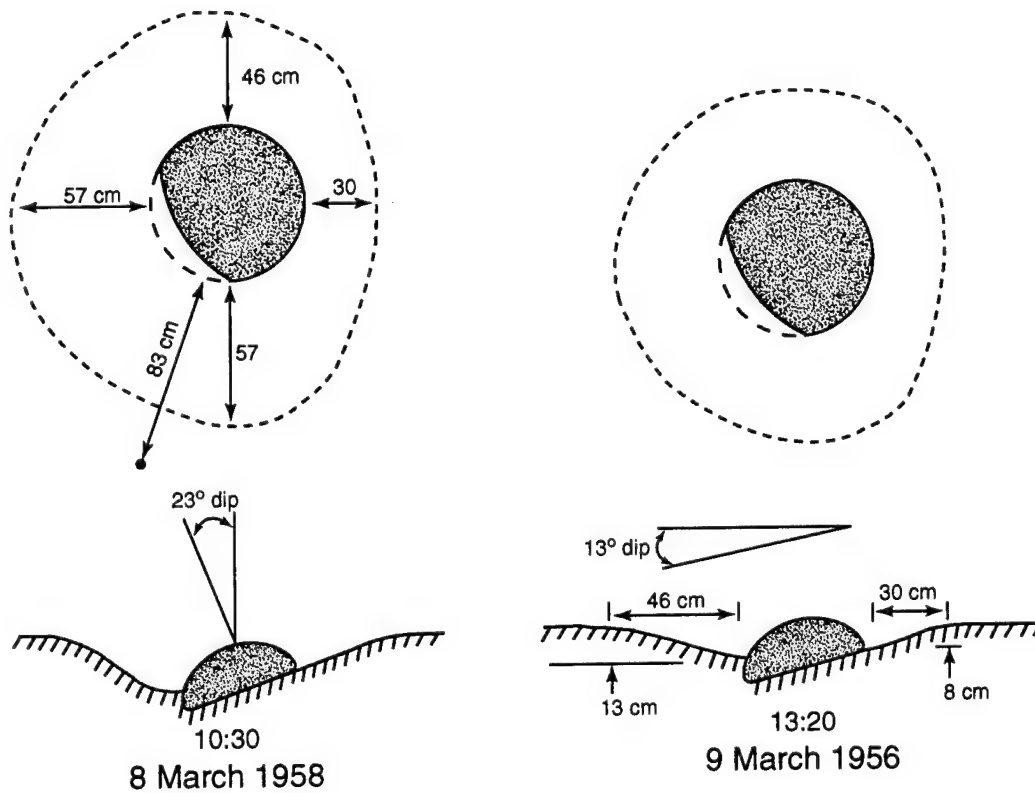 46 cm
57 cm
30
83 cm
57
23° dip
10:30
8 March 1958
13° dip
46 cm
30 cm
13 cm
8 cm
13:20
9 March 1956